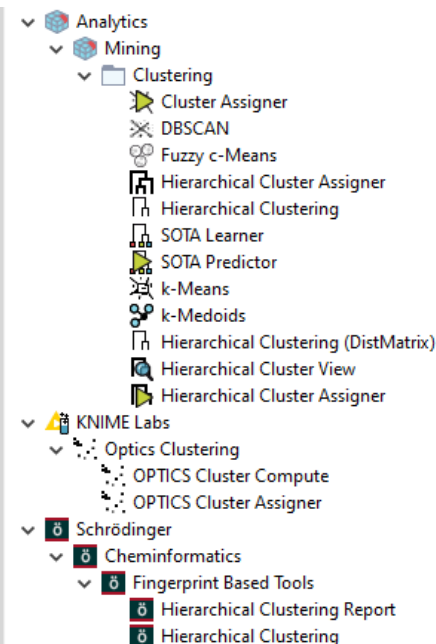 Analytics
Mining
Clustering
Cluster Assigner
DBSCAN
Fuzzy c-Means
Hierarchical Cluster Assigner
Hierarchical Clustering
SOTA Learner
SOTA Predictor
k-Means
k-Medoids
Hierarchical Clustering (DistMatrix)
Hierarchical Cluster View
Hierarchical Cluster Assigner
KNIME Labs
Optics Clustering
OPTICS Cluster Compute
OPTICS Cluster Assigner
ö Schrödinger
ö Cheminformatics
ö Fingerprint Based Tools
ö Hierarchical Clustering Report
ö Hierarchical Clustering